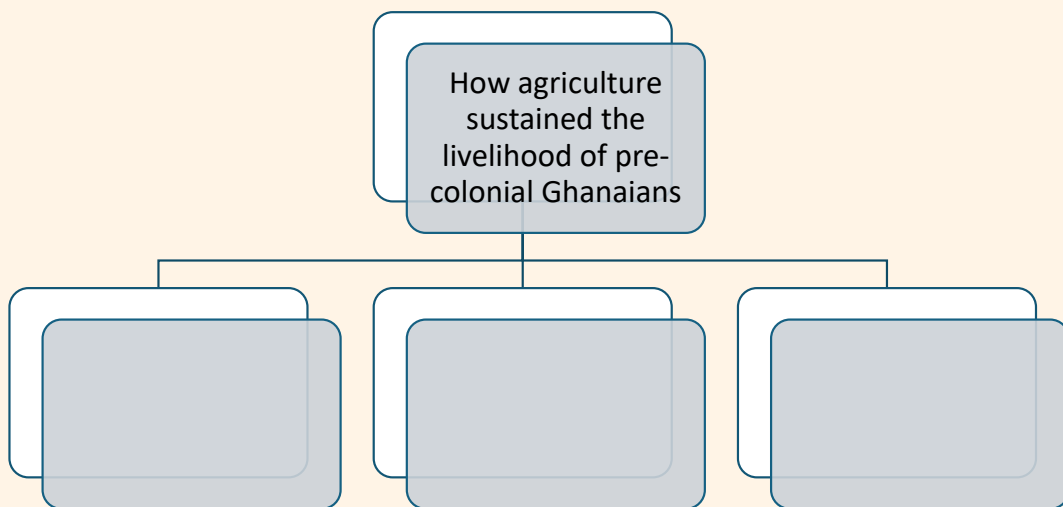 How agriculture
sustained the
livelihood of pre-
colonial Ghanaians